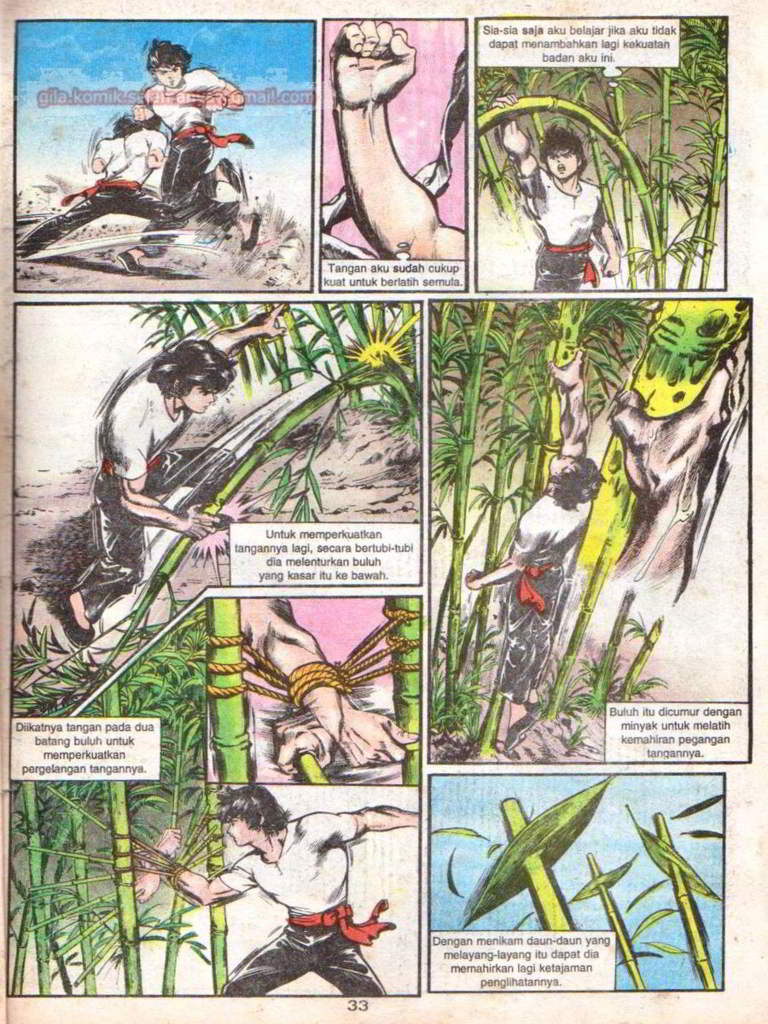 gila.komik.
mail.com
Tangan aku sudah cukup
kuat untuk berlatih semula.
Sia-sia saja aku belajar jika aku tidak
dapat menambahkan lagi kekuatan
badan aku ini.
Untuk memperkuatkan
tangannya lagi, secara bertubi-tubi
dia melenturkan buluh
yang kasar itu ke bawah.
Buluh itu dicumur dengan
minyak untuk melatih
kemahiran pegangan
tangannya.
Diikatnya tangan pada dua
batang buluh untuk
memperkuatkan
pergelangan tangannya.
Dengan menikam daun-daun yang
melayang-layang itu dapat dia
memahirkan lagi ketajaman
penglihatannya.
33